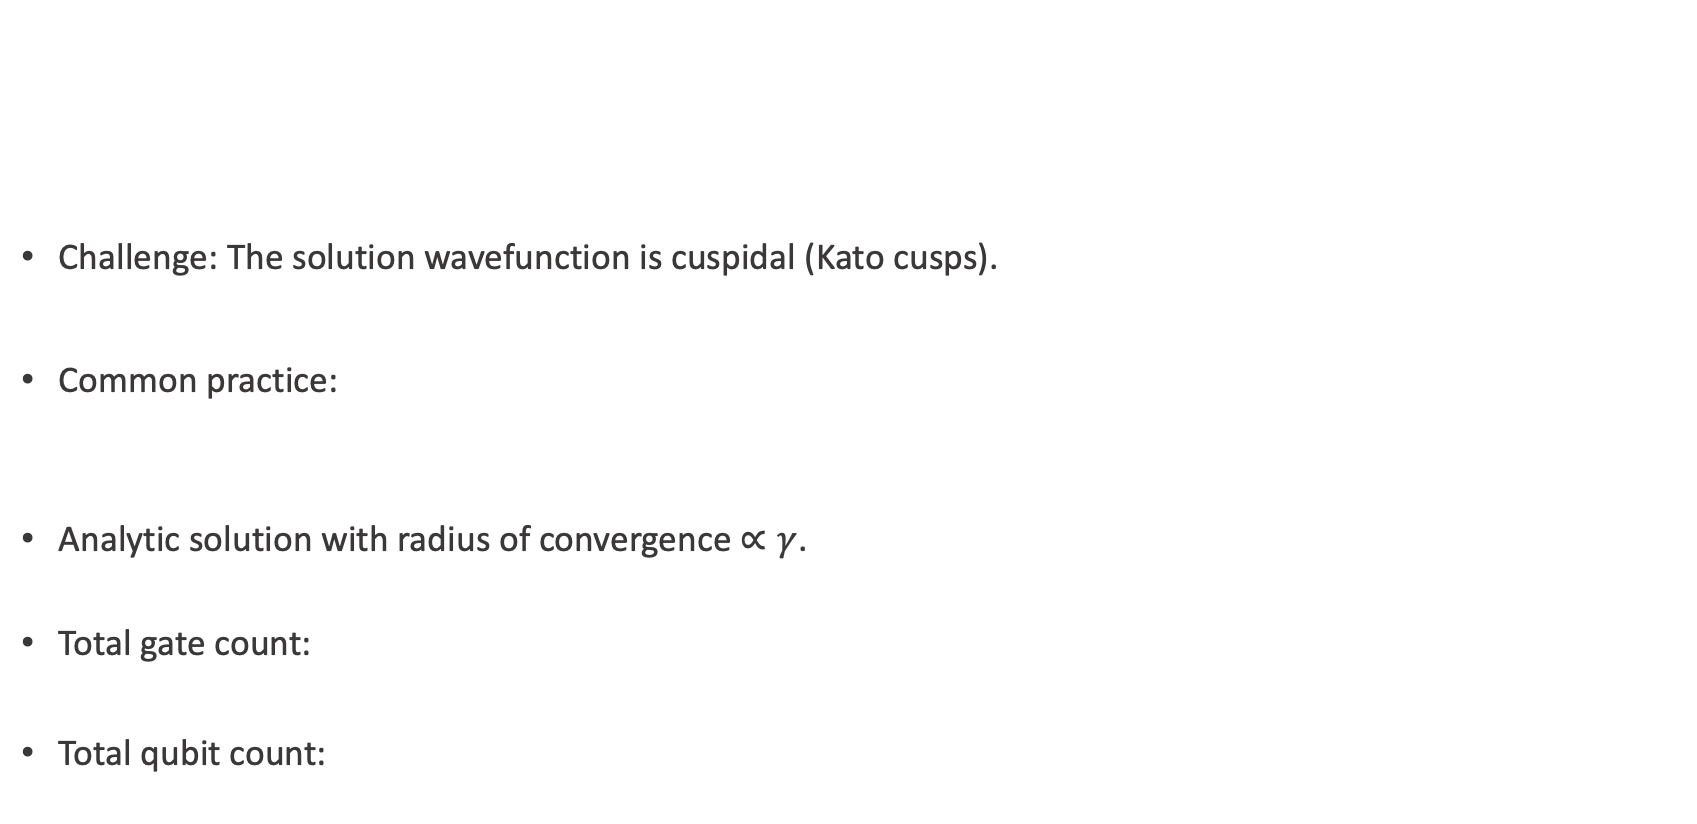 • Challenge: The solution wavefunction is cuspidal (Kato cusps).
• Common practice:
• Analytic solution with radius of convergence ∝ γ.
• Total gate count:
• Total qubit count: